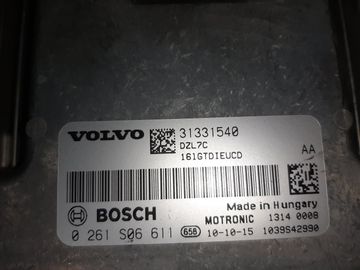 VOLVO 31331540
DZL7C
161GTDIEUCD AA
Made in Hungary
BOSCH MOTRONIC 1314 0008
0 261 S06 611 658 10-10-15 1039S42990